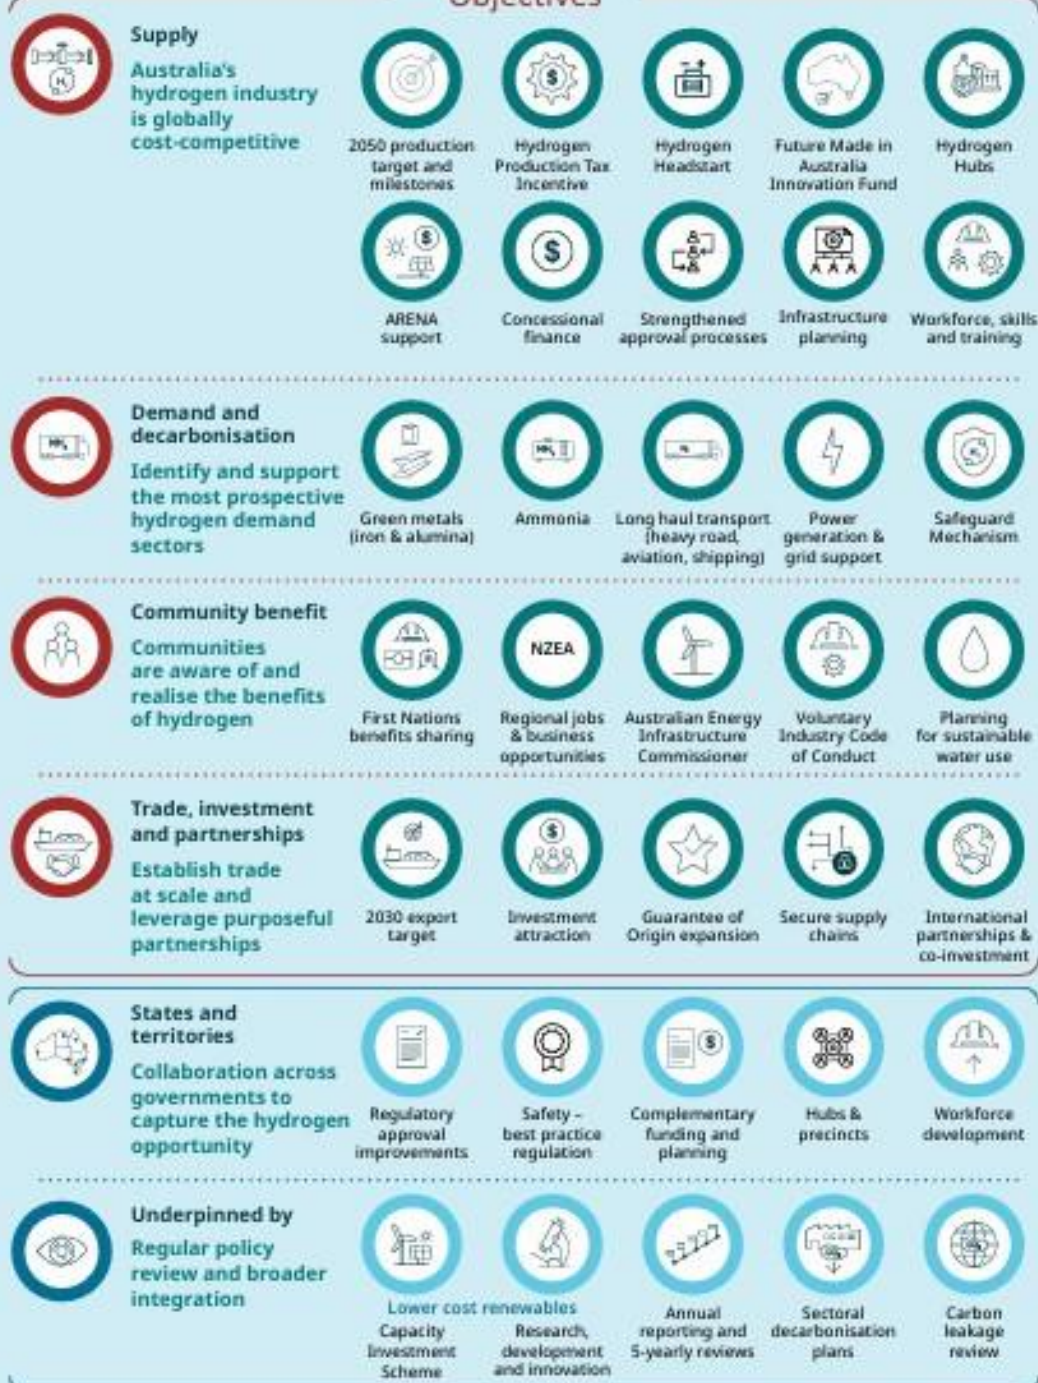 Objectives
Supply
Australia's
hydrogen industry
is globally
cost-competitive
2050 production
target and
milestones
Hydrogen
Production Tax
Incentive
Hydrogen
Headstart
Future Made in
Australia
Innovation Fund
Hydrogen
Hubs
ARENA
support
Concessional
finance
Strengthened
approval processes
Infrastructure
planning
Workforce, skills
and training
Demand and
decarbonisation
Identify and support
the most prospective
hydrogen demand
sectors
Green metals
(iron & alumina)
Ammonia
Long haul transport
(heavy road,
aviation, shipping)
Power
generation &
grid support
Safeguard
Mechanism
Community benefit
Communities
are aware of and
realise the benefits
of hydrogen
First Nations
benefits sharing
NZEA
Regional jobs
& business
opportunities
Australian Energy
Infrastructure
Commissioner
Voluntary
Industry Code
of Conduct
Planning
for sustainable
water use
Trade, investment
and partnerships
Establish trade
at scale and
leverage purposeful
partnerships
2030 export
target
Investment
attraction
Guarantee of
Origin expansion
Secure supply
chains
International
partnerships &
co-investment
States and
territories
Collaboration across
governments to
capture the hydrogen
opportunity
Regulatory
approval
improvements
Safety –
best practice
regulation
Complementary
funding and
planning
Hubs &
precincts
Workforce
development
Underpinned by
Regular policy
review and broader
integration
Lower cost renewables
Capacity
Investment
Scheme
Research,
development
and innovation
Annual
reporting and
5-yearly reviews
Sectoral
decarbonisation
plans
Carbon
leakage
review